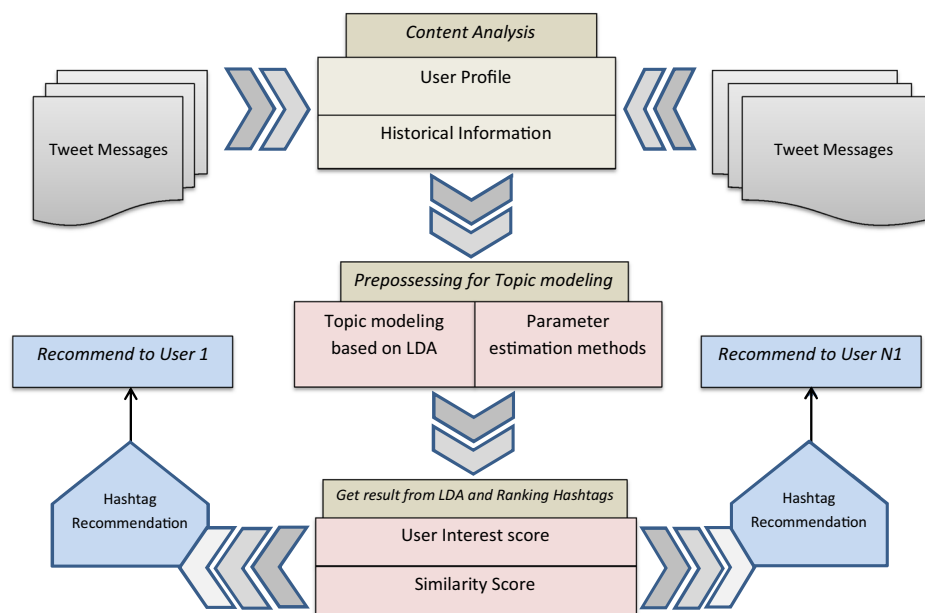 Content Analysis
User Profile
Historical Information
Tweet Messages
Tweet Messages
Prepossessing for Topic modeling
Topic modeling
based on LDA
Parameter
estimation methods
Recommend to User 1
Recommend to User N1
Hashtag
Recommendation
Get result from LDA and Ranking Hashtags
User Interest score
Similarity Score
Hashtag
Recommendation